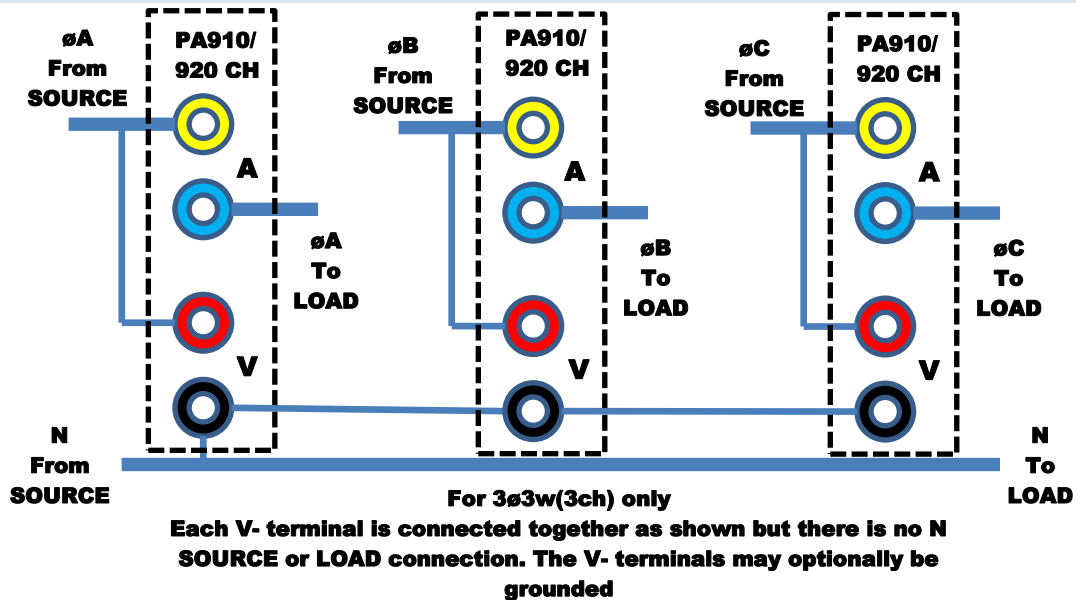 øA
From
SOURCE
PA910/
920 CH
A
øA
To
LOAD
V
øB
From
SOURCE
PA910/
920 CH
A
øB
To
LOAD
V
øC
From
SOURCE
PA910/
920 CH
A
øC
To
LOAD
V
N
From
SOURCE
N
To
LOAD
For 3ø3w(3ch) only
Each V- terminal is connected together as shown but there is no N
SOURCE or LOAD connection. The V- terminals may optionally be
grounded